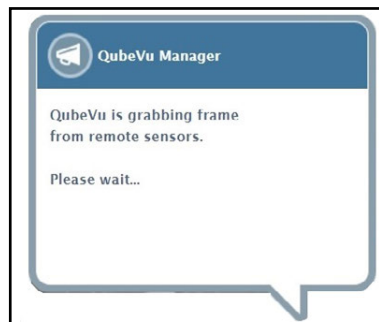 QubeVu Manager
QubeVu is grabbing frame
from remote sensors.
Please wait...